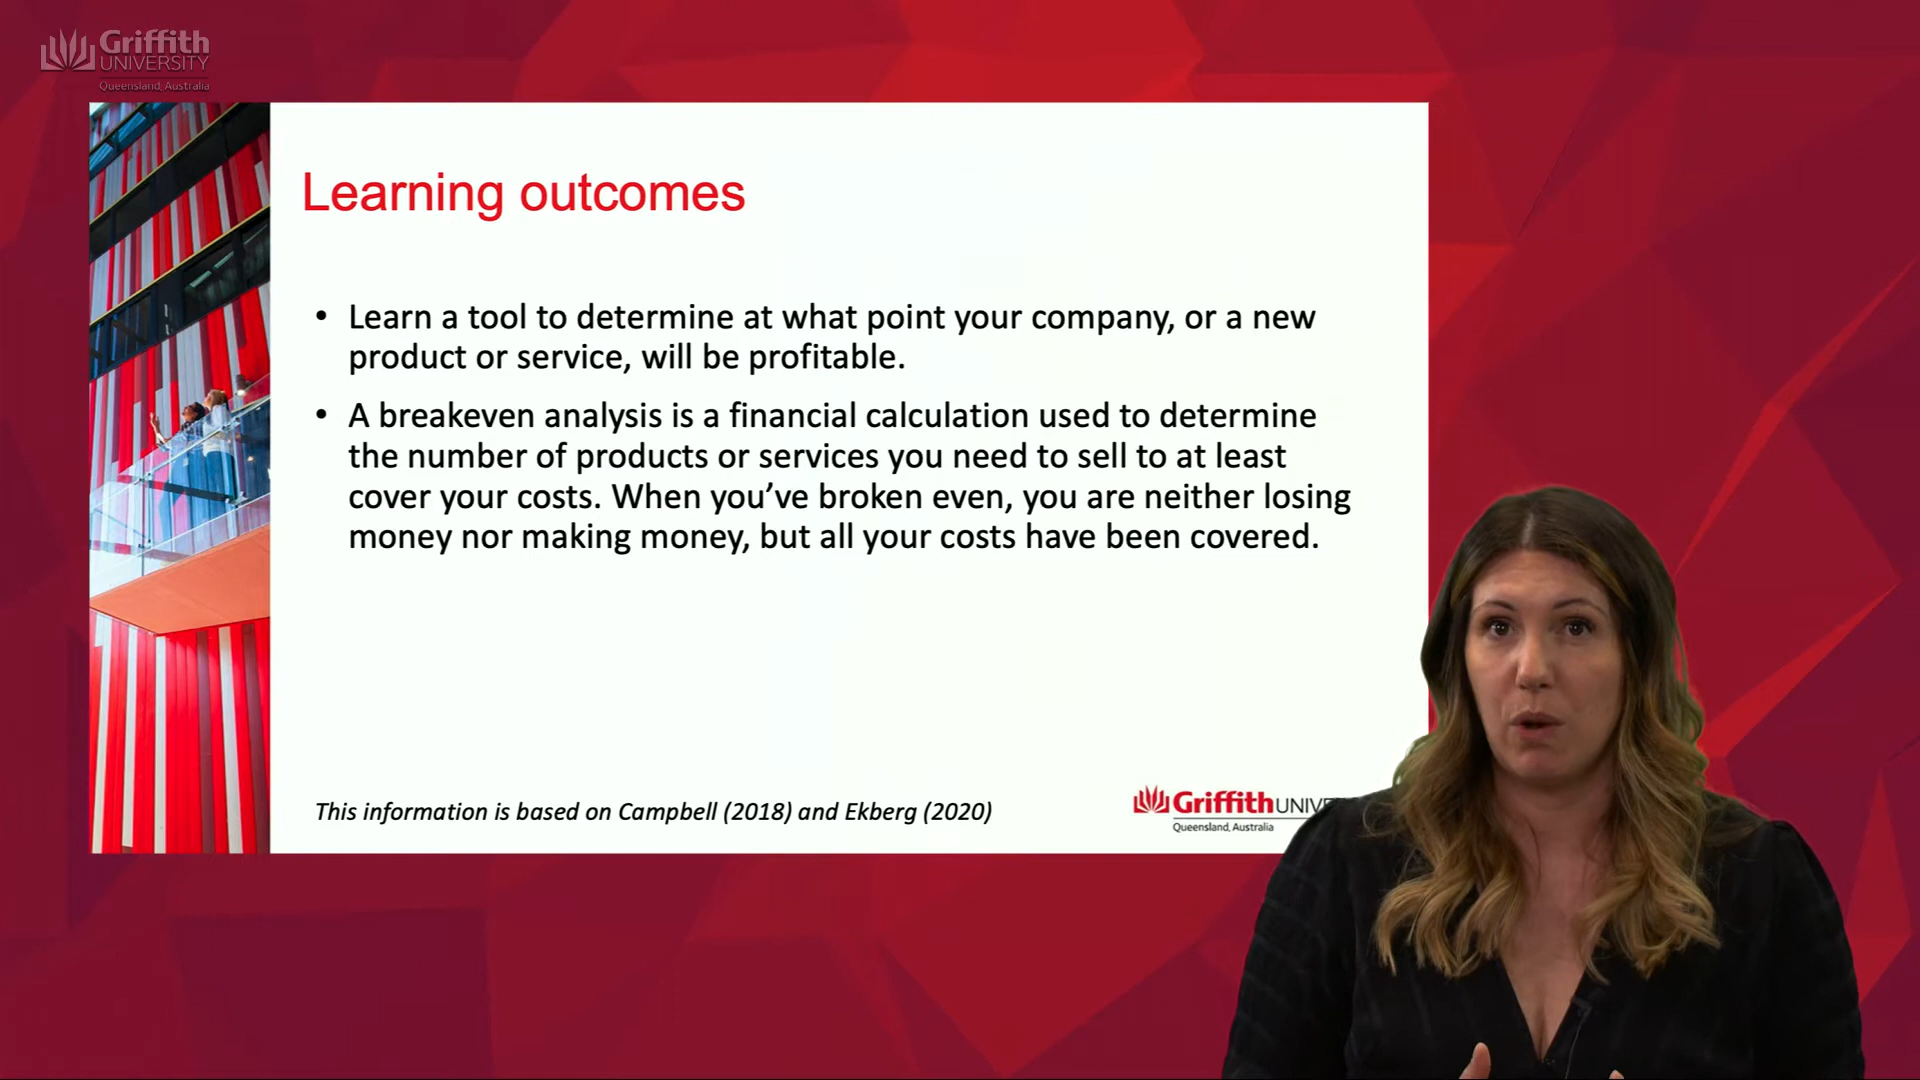 Griffith
UNIVERSITY
Queensland, Australia
Learning outcomes
• Learn a tool to determine at what point your company, or a new
product or service, will be profitable.
• A breakeven analysis is a financial calculation used to determine
the number of products or services you need to sell to at least
cover your costs. When you’ve broken even, you are neither losing
money nor making money, but all your costs have been covered.
This information is based on Campbell (2018) and Ekberg (2020)
Griffith UNIVE
Queensland, Australia